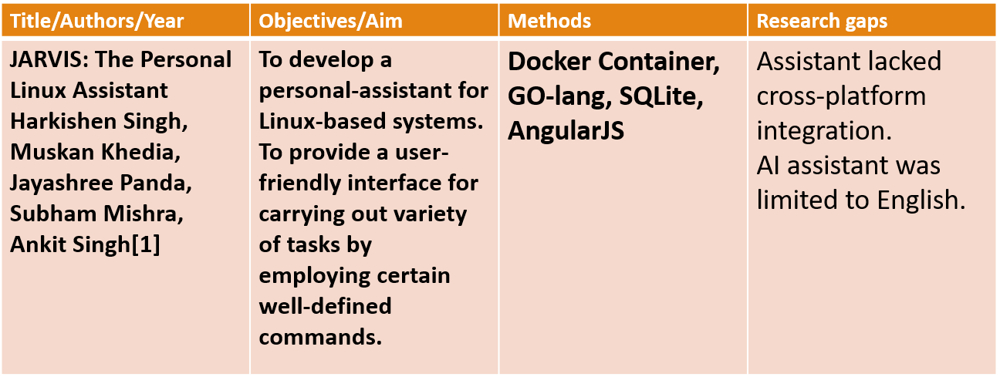 Title/Authors/Year
Objectives/Aim
Methods
Research gaps
JARVIS: The Personal
Linux Assistant
Harkishen Singh,
Muskan Khedia,
Jayashree Panda,
Subham Mishra,
Ankit Singh[1]
To develop a
personal-assistant for
Linux-based systems.
To provide a user-
friendly interface for
carrying out variety
of tasks by
employing certain
well-defined
commands.
Docker Container,
GO-lang, SQLite,
AngularJS
Assistant lacked
cross-platform
integration.
AI assistant was
limited to English.